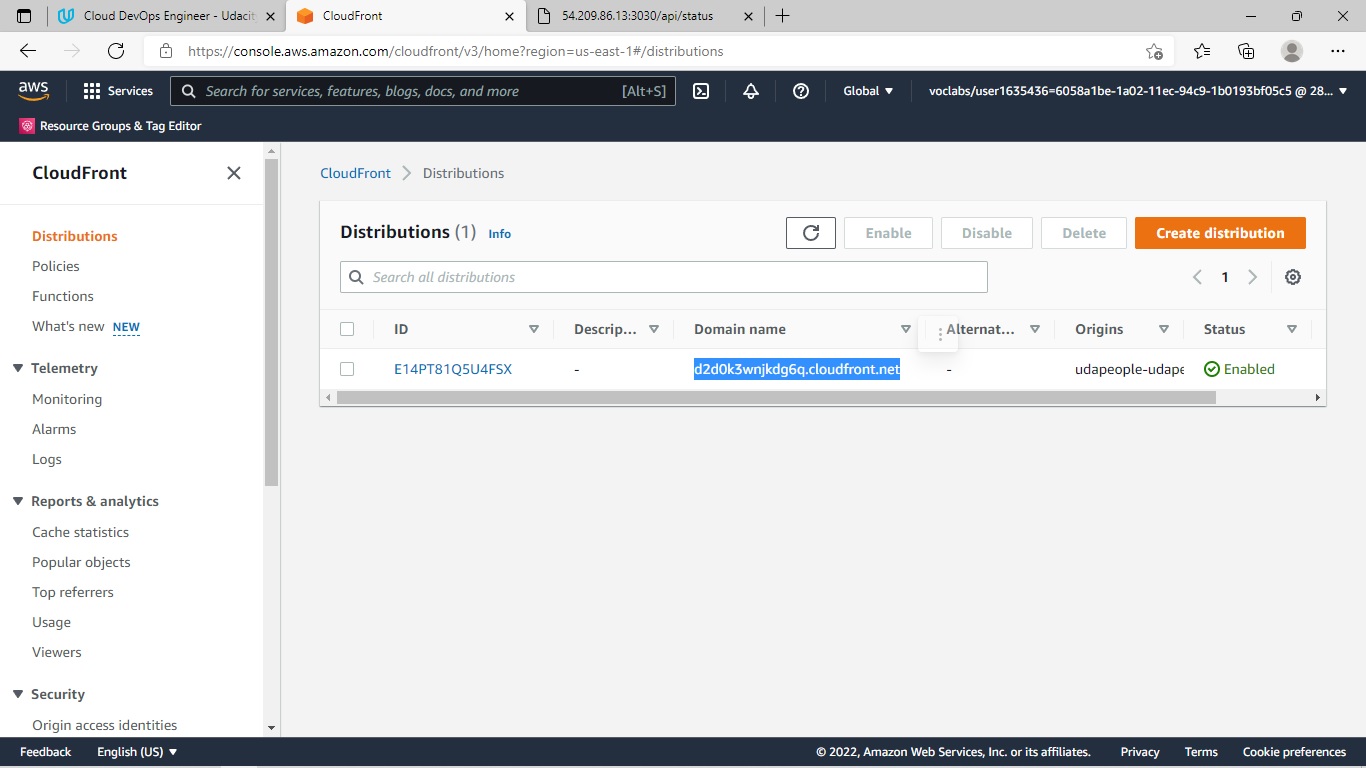 Cloud DevOps Engineer - Udacit
CloudFront
54.209.86.13:3030/api/status
https://console.aws.amazon.com/cloudfront/v3/home?region=us-east-1#/distributions
aws
Services
Search for services, features, blogs, docs, and more
[Alt+S]
Global
voclabs/user1635436=6058a1be-1a02-11ec-94c9-1b0193bf05c5 @ 28...
Resource Groups & Tag Editor
CloudFront
Distributions
Policies
Functions
What's new NEW
Telemetry
Monitoring
Alarms
Logs
Reports & analytics
Cache statistics
Popular objects
Top referrers
Usage
Viewers
Security
Origin access identities
CloudFront
Distributions
Distributions (1) Info
Enable
Disable
Delete
Create distribution
Search all distributions
1
ID
Descrip...
Domain name
Alternat...
Origins
Status
E14PT81Q5U4FSX
-
d2d0k3wnjkdg6q.cloudfront.net
-
udapeople-udape
Enabled
Feedback
English (US)
© 2022, Amazon Web Services, Inc. or its affiliates.
Privacy
Terms
Cookie preferences